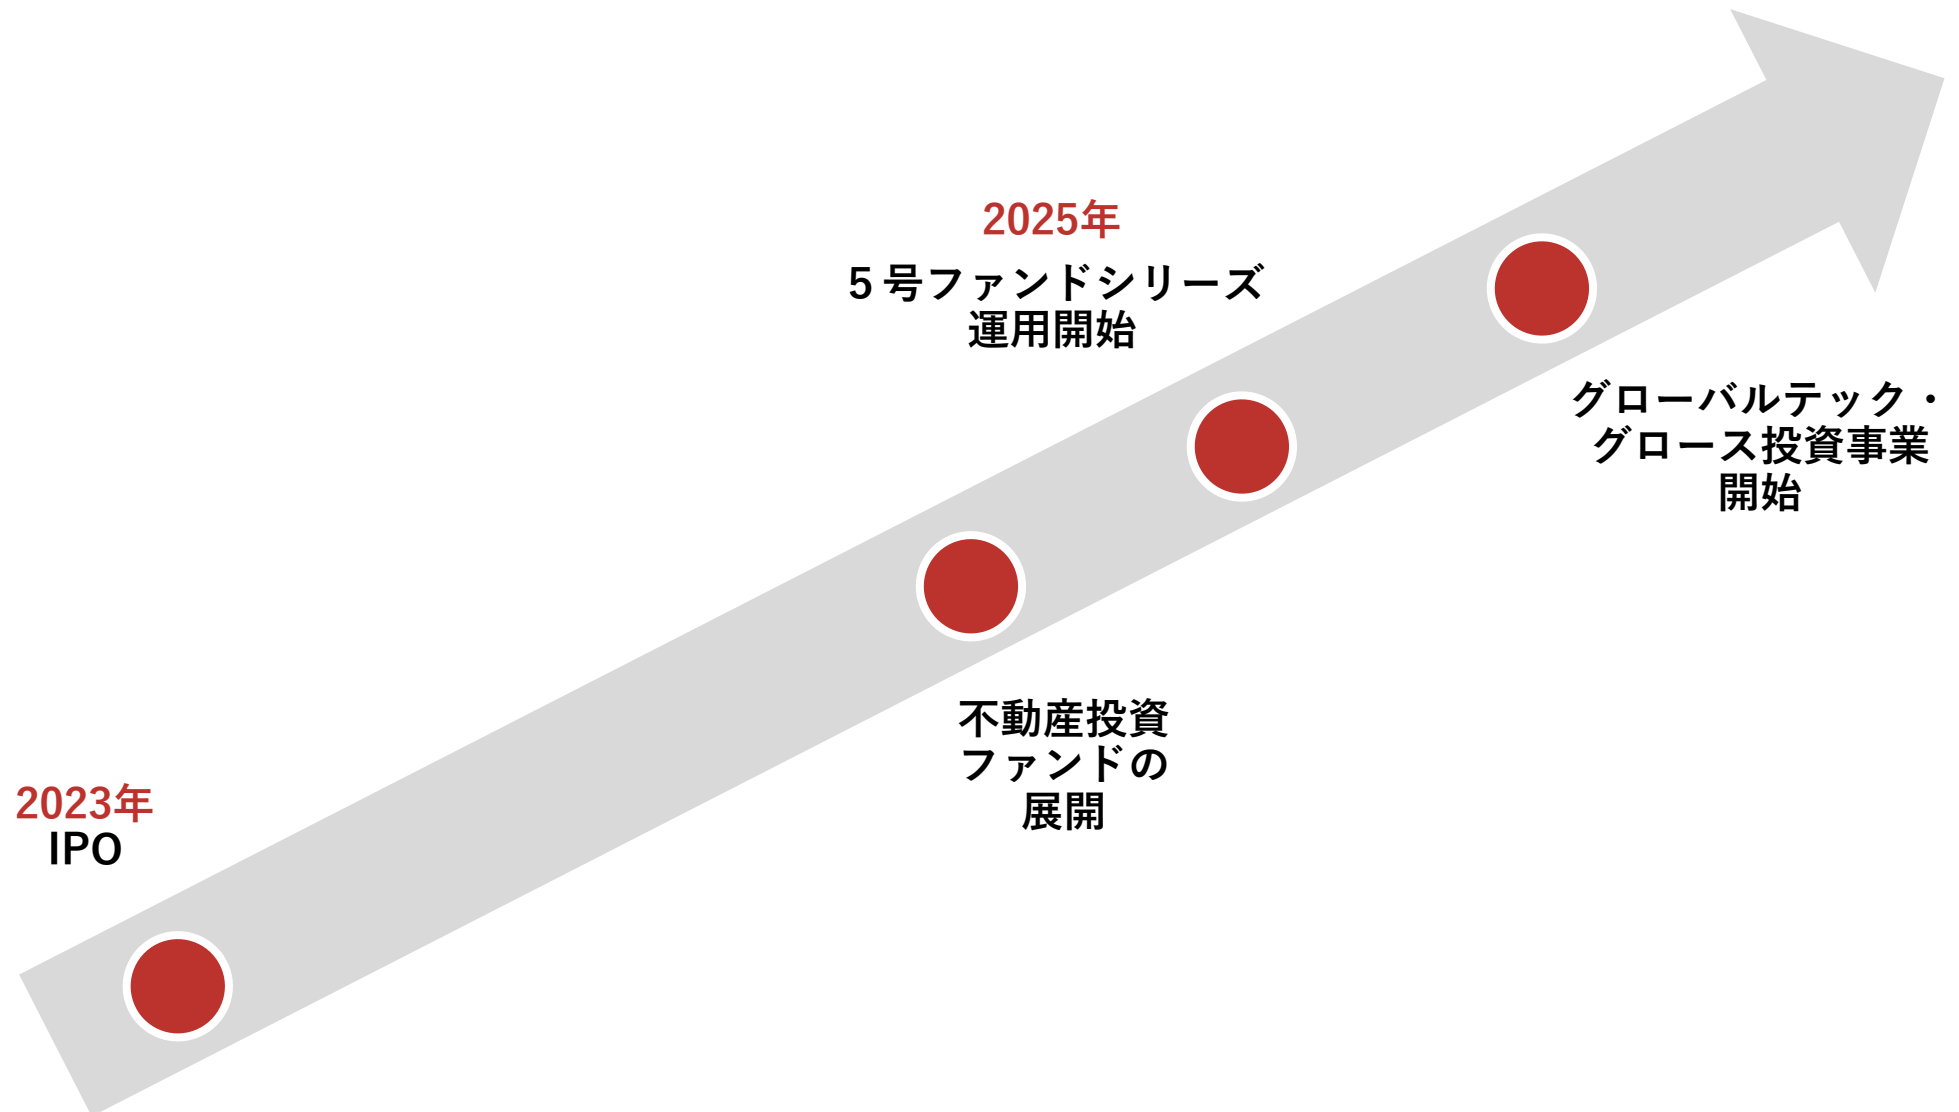 2025年
５号ファンドシリーズ
運用開始
グローバルテック・
グロース投資事業
開始
不動産投資
ファンドの
展開
2023年
IPO